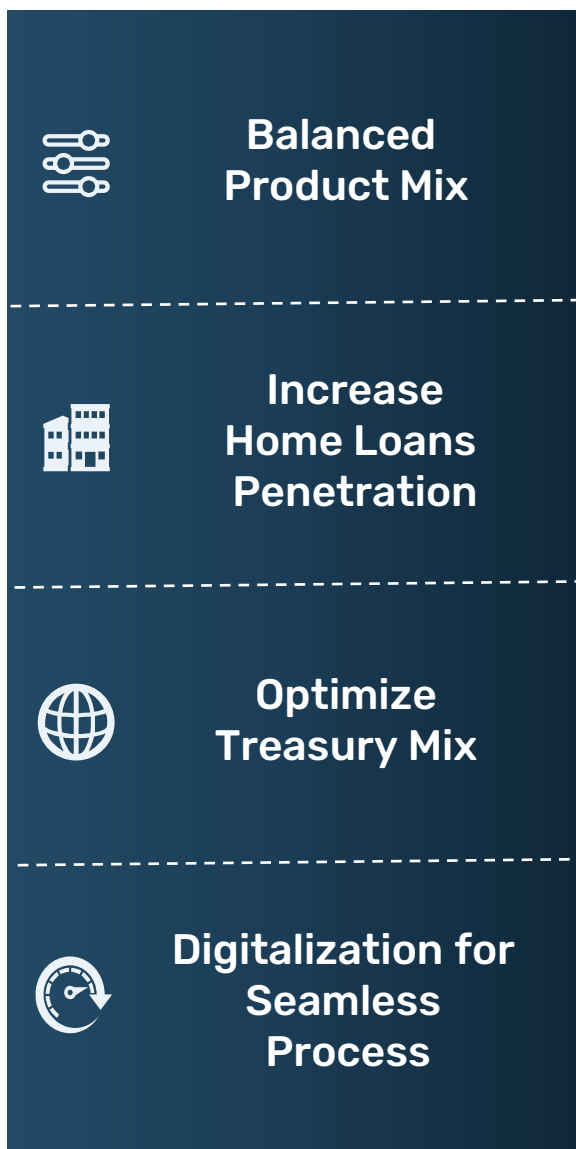 Balanced
Product Mix
Increase
Home Loans
Penetration
Optimize
Treasury Mix
Digitalization for
Seamless
Process